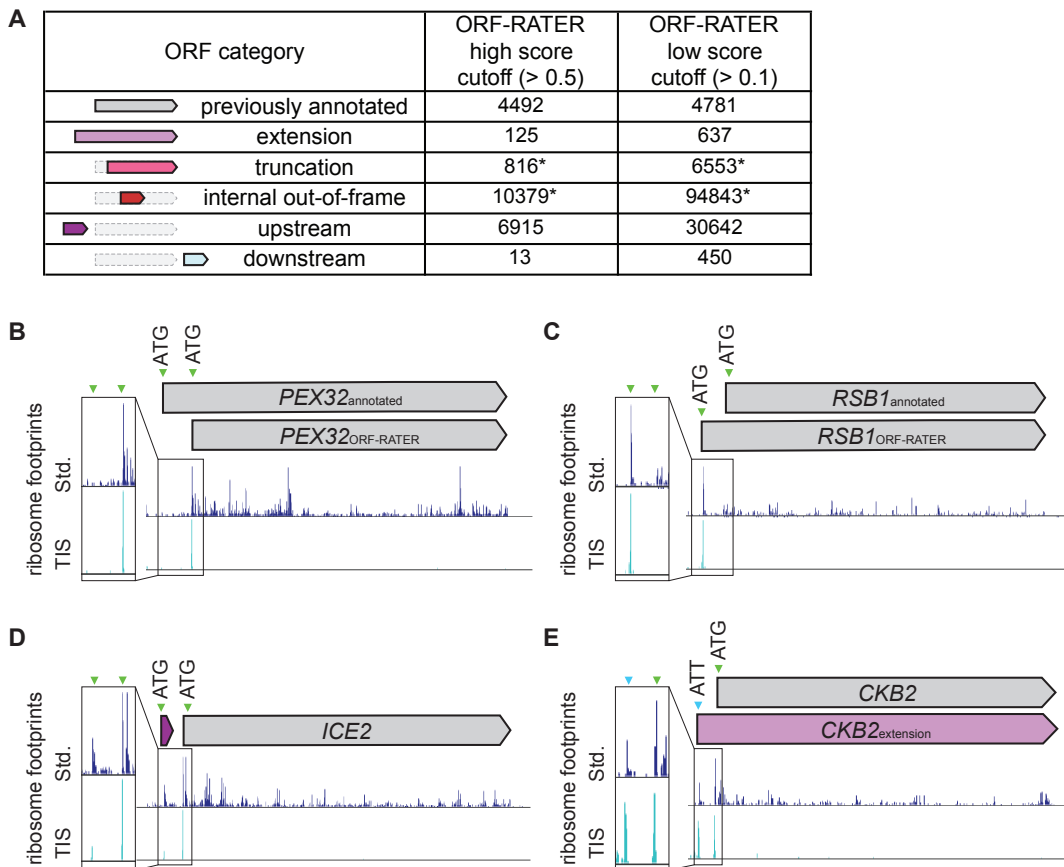 A
ORF category
ORF-RATER
high score
cutoff (> 0.5)
ORF-RATER
low score
cutoff (> 0.1)
previously annotated 4492 4781
extension 125 637
truncation 816* 6553*
internal out-of-frame 10379* 94843*
upstream 6915 30642
downstream 13 450
B
ATG
ATG
PEX32annotated
PEX32ORF-RATER
ribosome footprints
Std.
TIS
C
ATG
ATG
RSB1annotated
RSB1ORF-RATER
ribosome footprints
Std.
TIS
D
ATG
ATG
ICE2
ribosome footprints
Std.
TIS
E
ATT
ATG
CKB2
CKB2extension
ribosome footprints
Std.
TIS